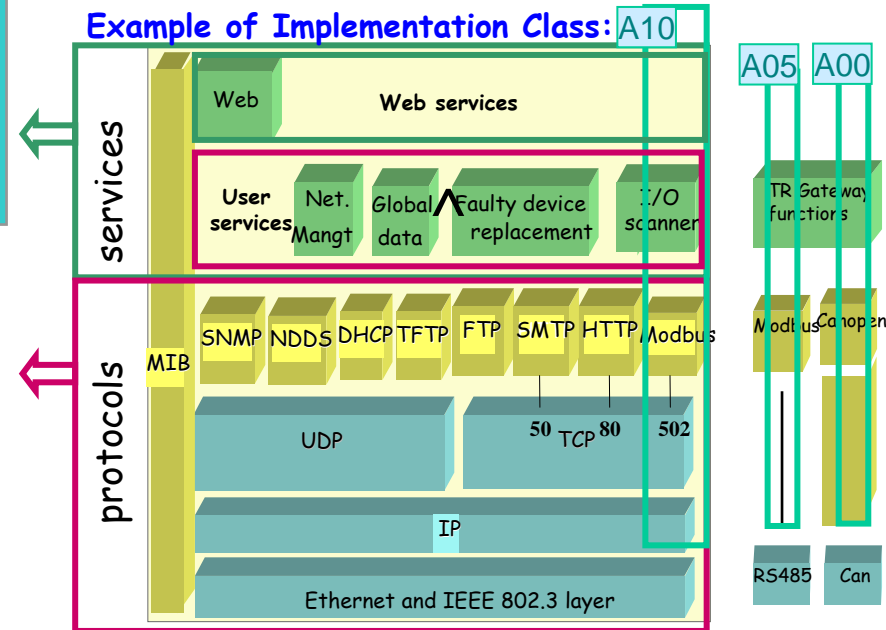 Example of Implementation Class:
A10
A05
A00
services
Web
Web services
User
services
Net.
Mangt
Global
data
^
Faulty device
replacement
I/O
scanner
TR Gateway
functions
protocols
MIB
SNMP
NDDS
DHCP
TFTP
FTP
SMTP
HTTP
Modbus
Modbus
Canopen
UDP
50
TCP
80
502
IP
Ethernet and IEEE 802.3 layer
RS485
Can